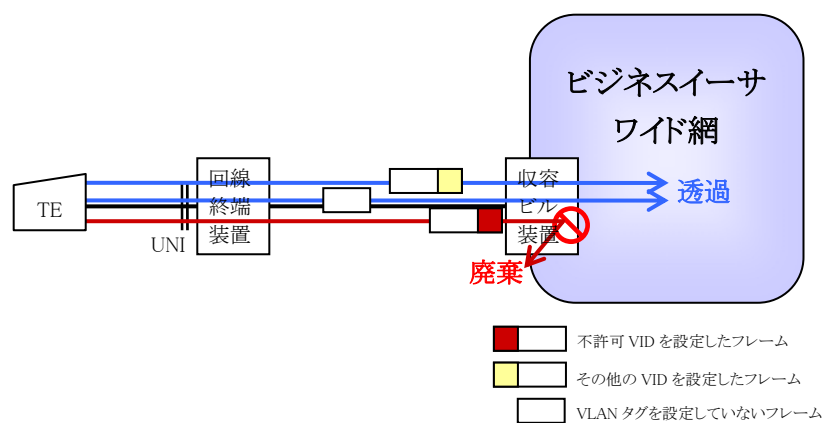 ビジネスイーサ
ワイド網
TE
UNI
回線
終端
装置
収容
ビル
装置
透過
廃棄
不許可 VID を設定したフレーム
その他の VID を設定したフレーム
VLAN タグを設定していないフレーム